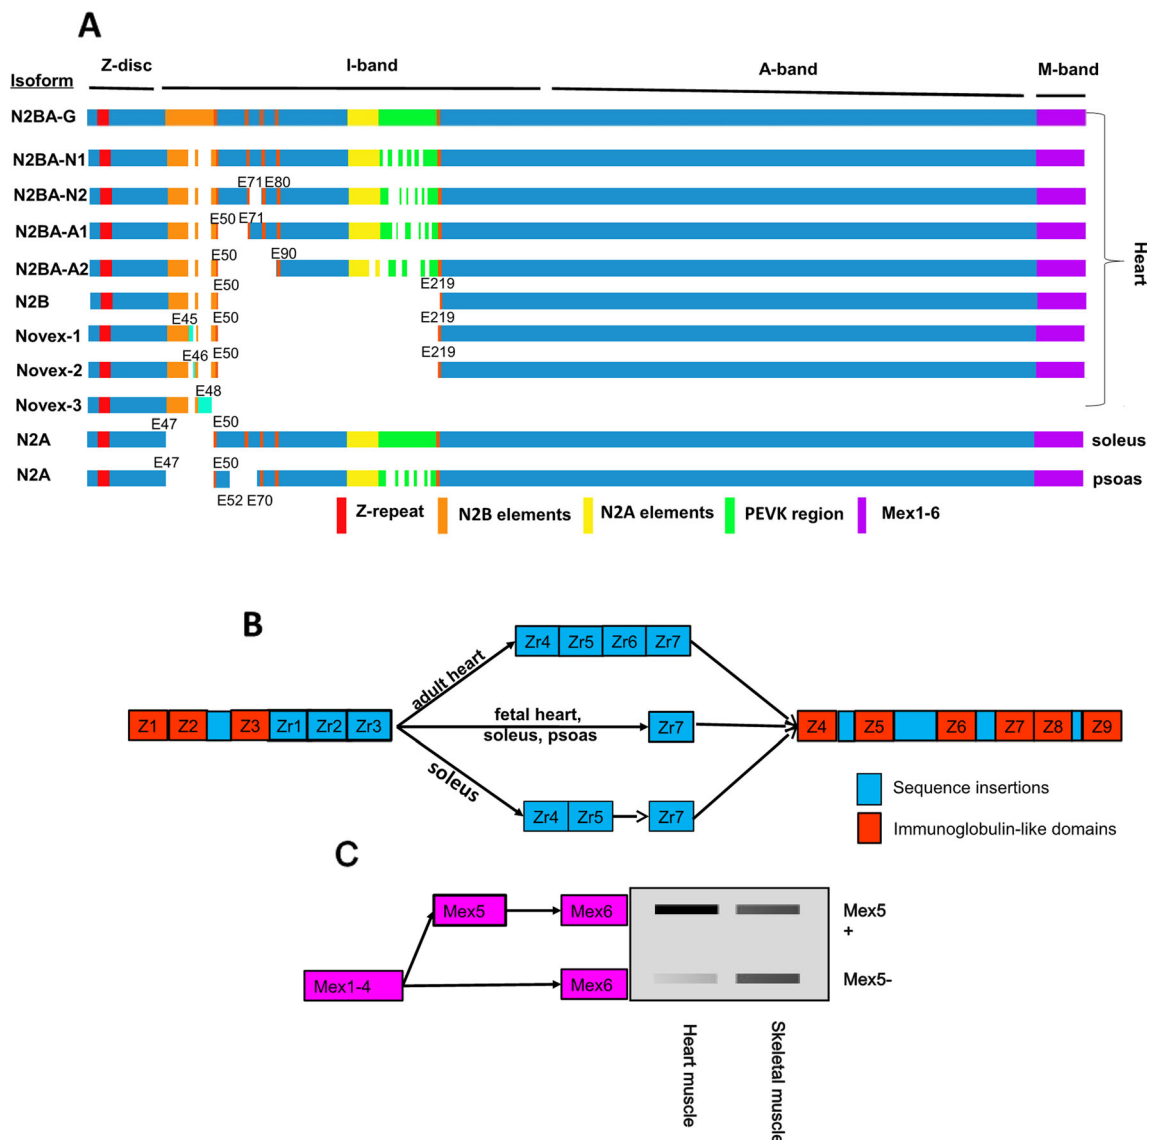 A
Z-disc I-band A-band M-band
Isoform
N2BA-G
N2BA-N1
E71 E80
N2BA-N2
E50 E71
N2BA-A1
E50 E90
N2BA-A2
E50 E219
N2B
E45 E50 E219
Novex-1
E46 E50 E219
Novex-2
E48
Novex-3
Heart
E47 E50
N2A soleus
E47 E50
N2A psoas
E52 E70
Z-repeat N2B elements N2A elements PEVK region Mex1-6
B
Zr4 Zr5 Zr6 Zr7
adult heart
Z1 Z2 Z3 Zr1 Zr2 Zr3
fetal heart,
soleus, psoas
Zr7
Z4 Z5 Z6 Z7 Z8 Z9
soleus
Zr4 Zr5 Zr7
Sequence insertions
Immunoglobulin-like domains
C
Mex5 Mex6 Mex5
+
Mex1-4 Mex6 Mex5-
Heart muscle
Skeletal muscle